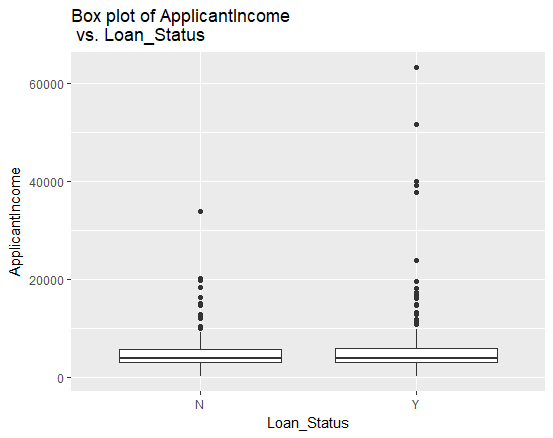 Box plot of ApplicantIncome
vs. Loan_Status
ApplicantIncome
60000
40000
20000
0
N
Y
Loan_Status